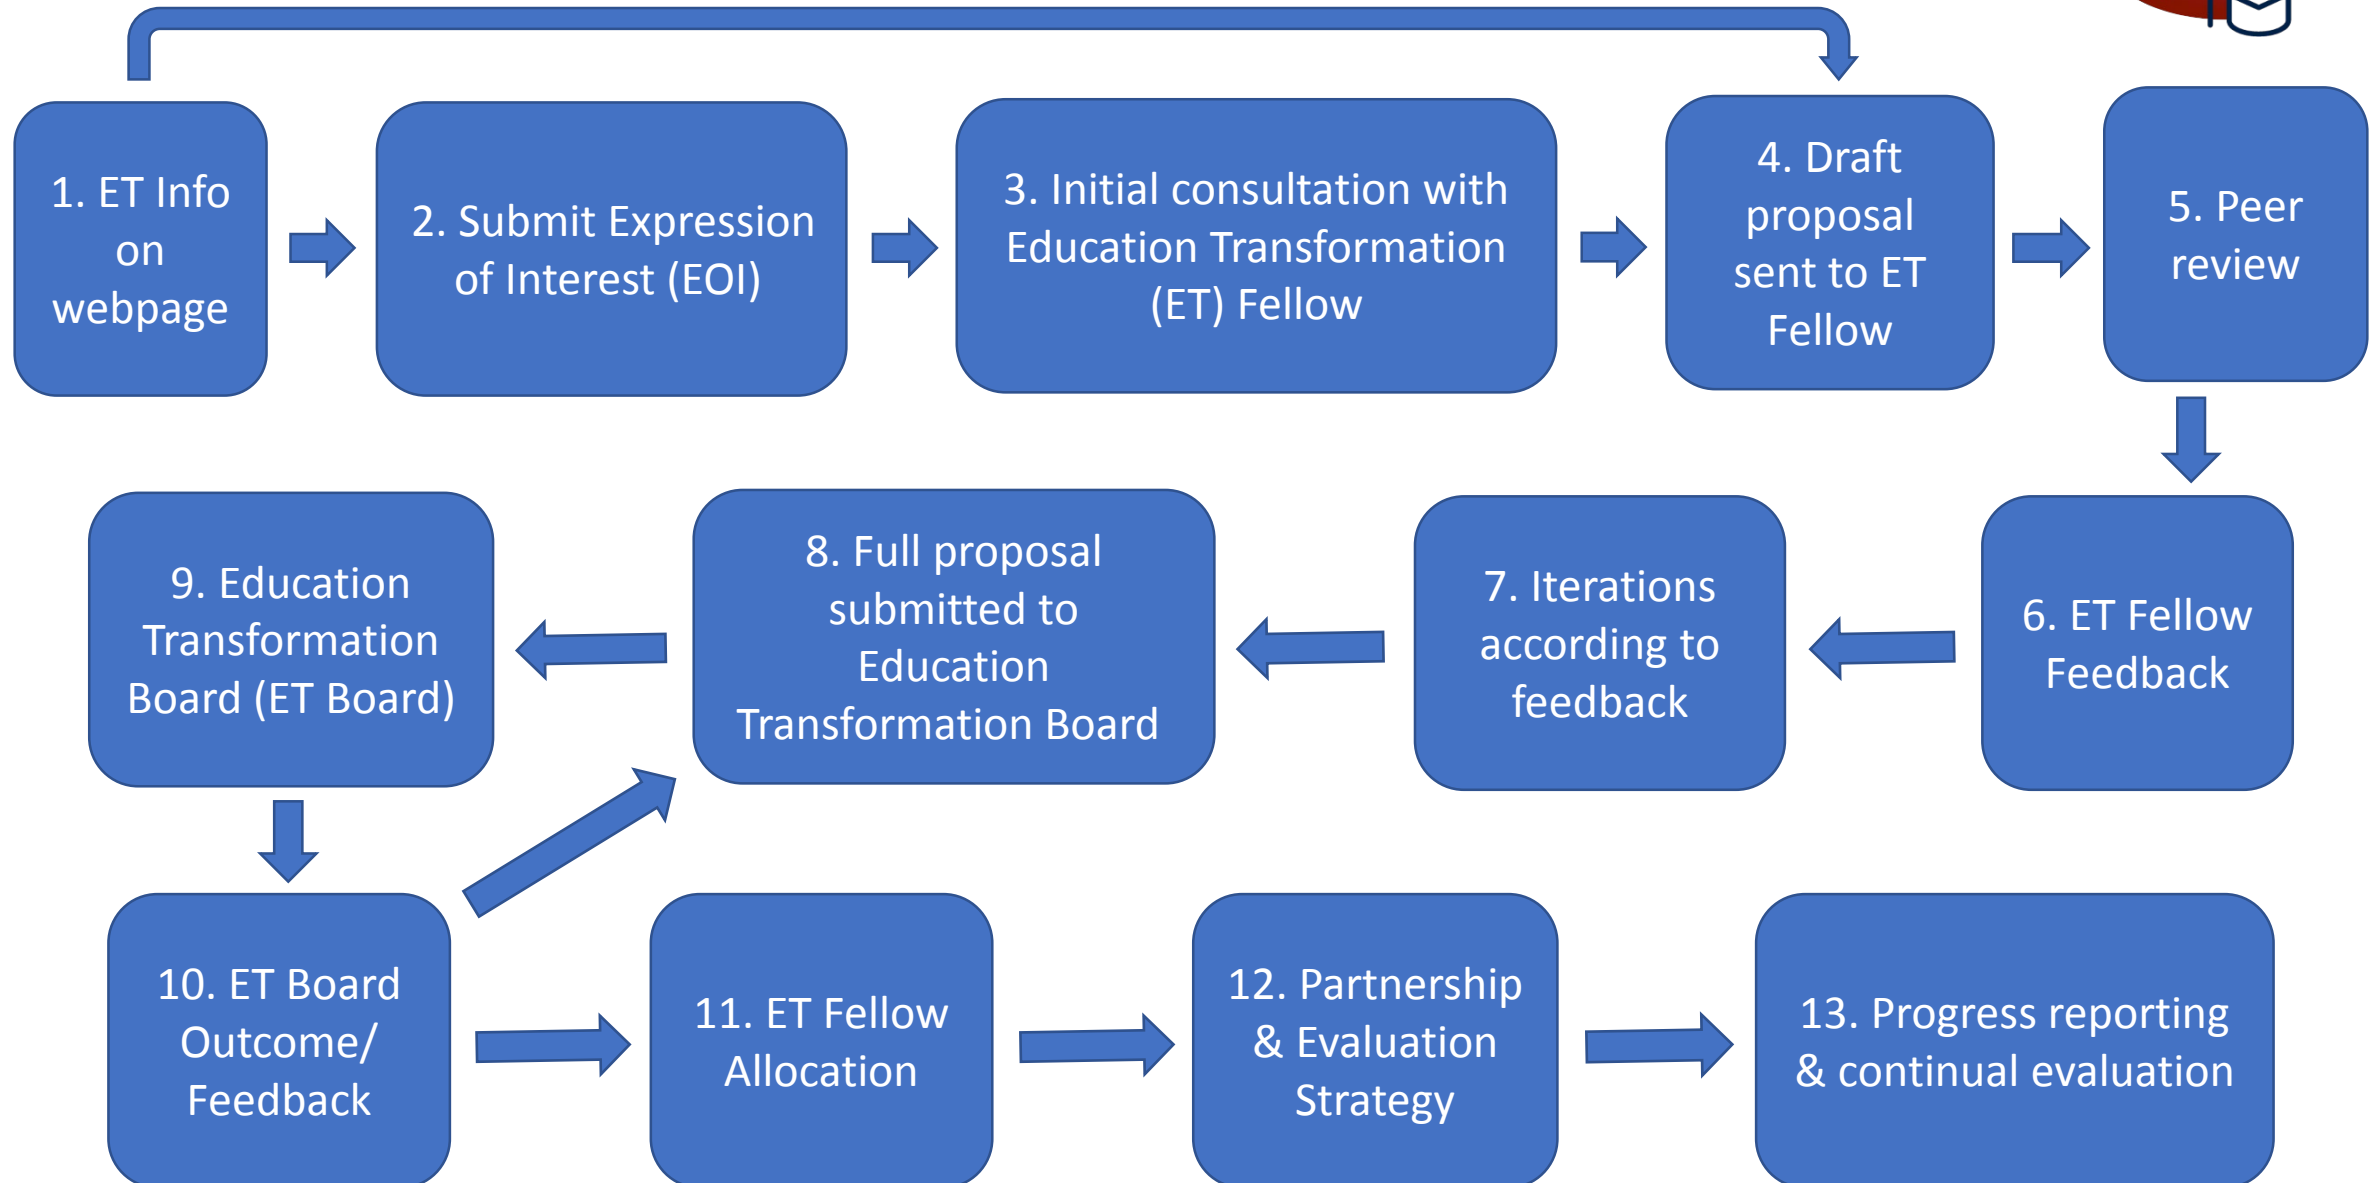 1. ET Info
on
webpage
2. Submit Expression
of Interest (EOI)
3. Initial consultation with
Education Transformation
(ET) Fellow
4. Draft
proposal
sent to ET
Fellow
5. Peer
review
6. ET Fellow
Feedback
7. Iterations
according to
feedback
8. Full proposal
submitted to
Education
Transformation Board
9. Education
Transformation
Board (ET Board)
10. ET Board
Outcome/
Feedback
11. ET Fellow
Allocation
12. Partnership
& Evaluation
Strategy
13. Progress reporting
& continual evaluation